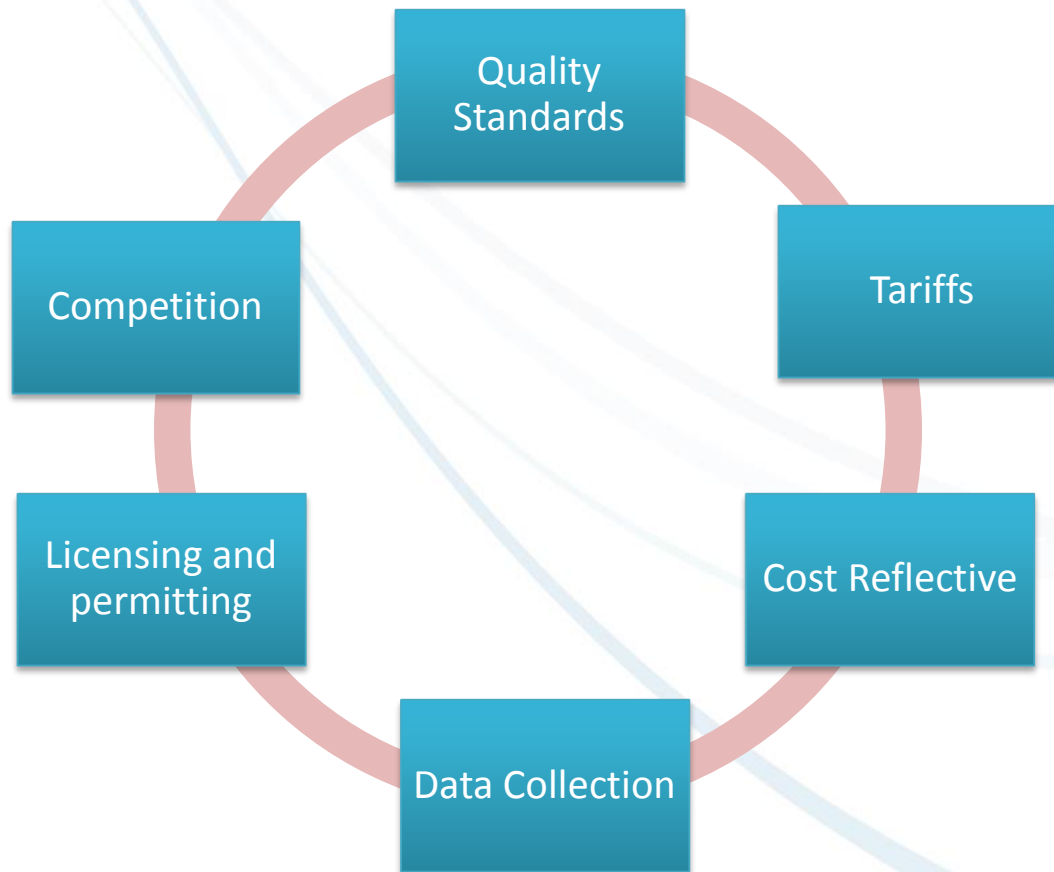 Quality
Standards
Tariffs
Cost Reflective
Data Collection
Licensing and
permitting
Competition